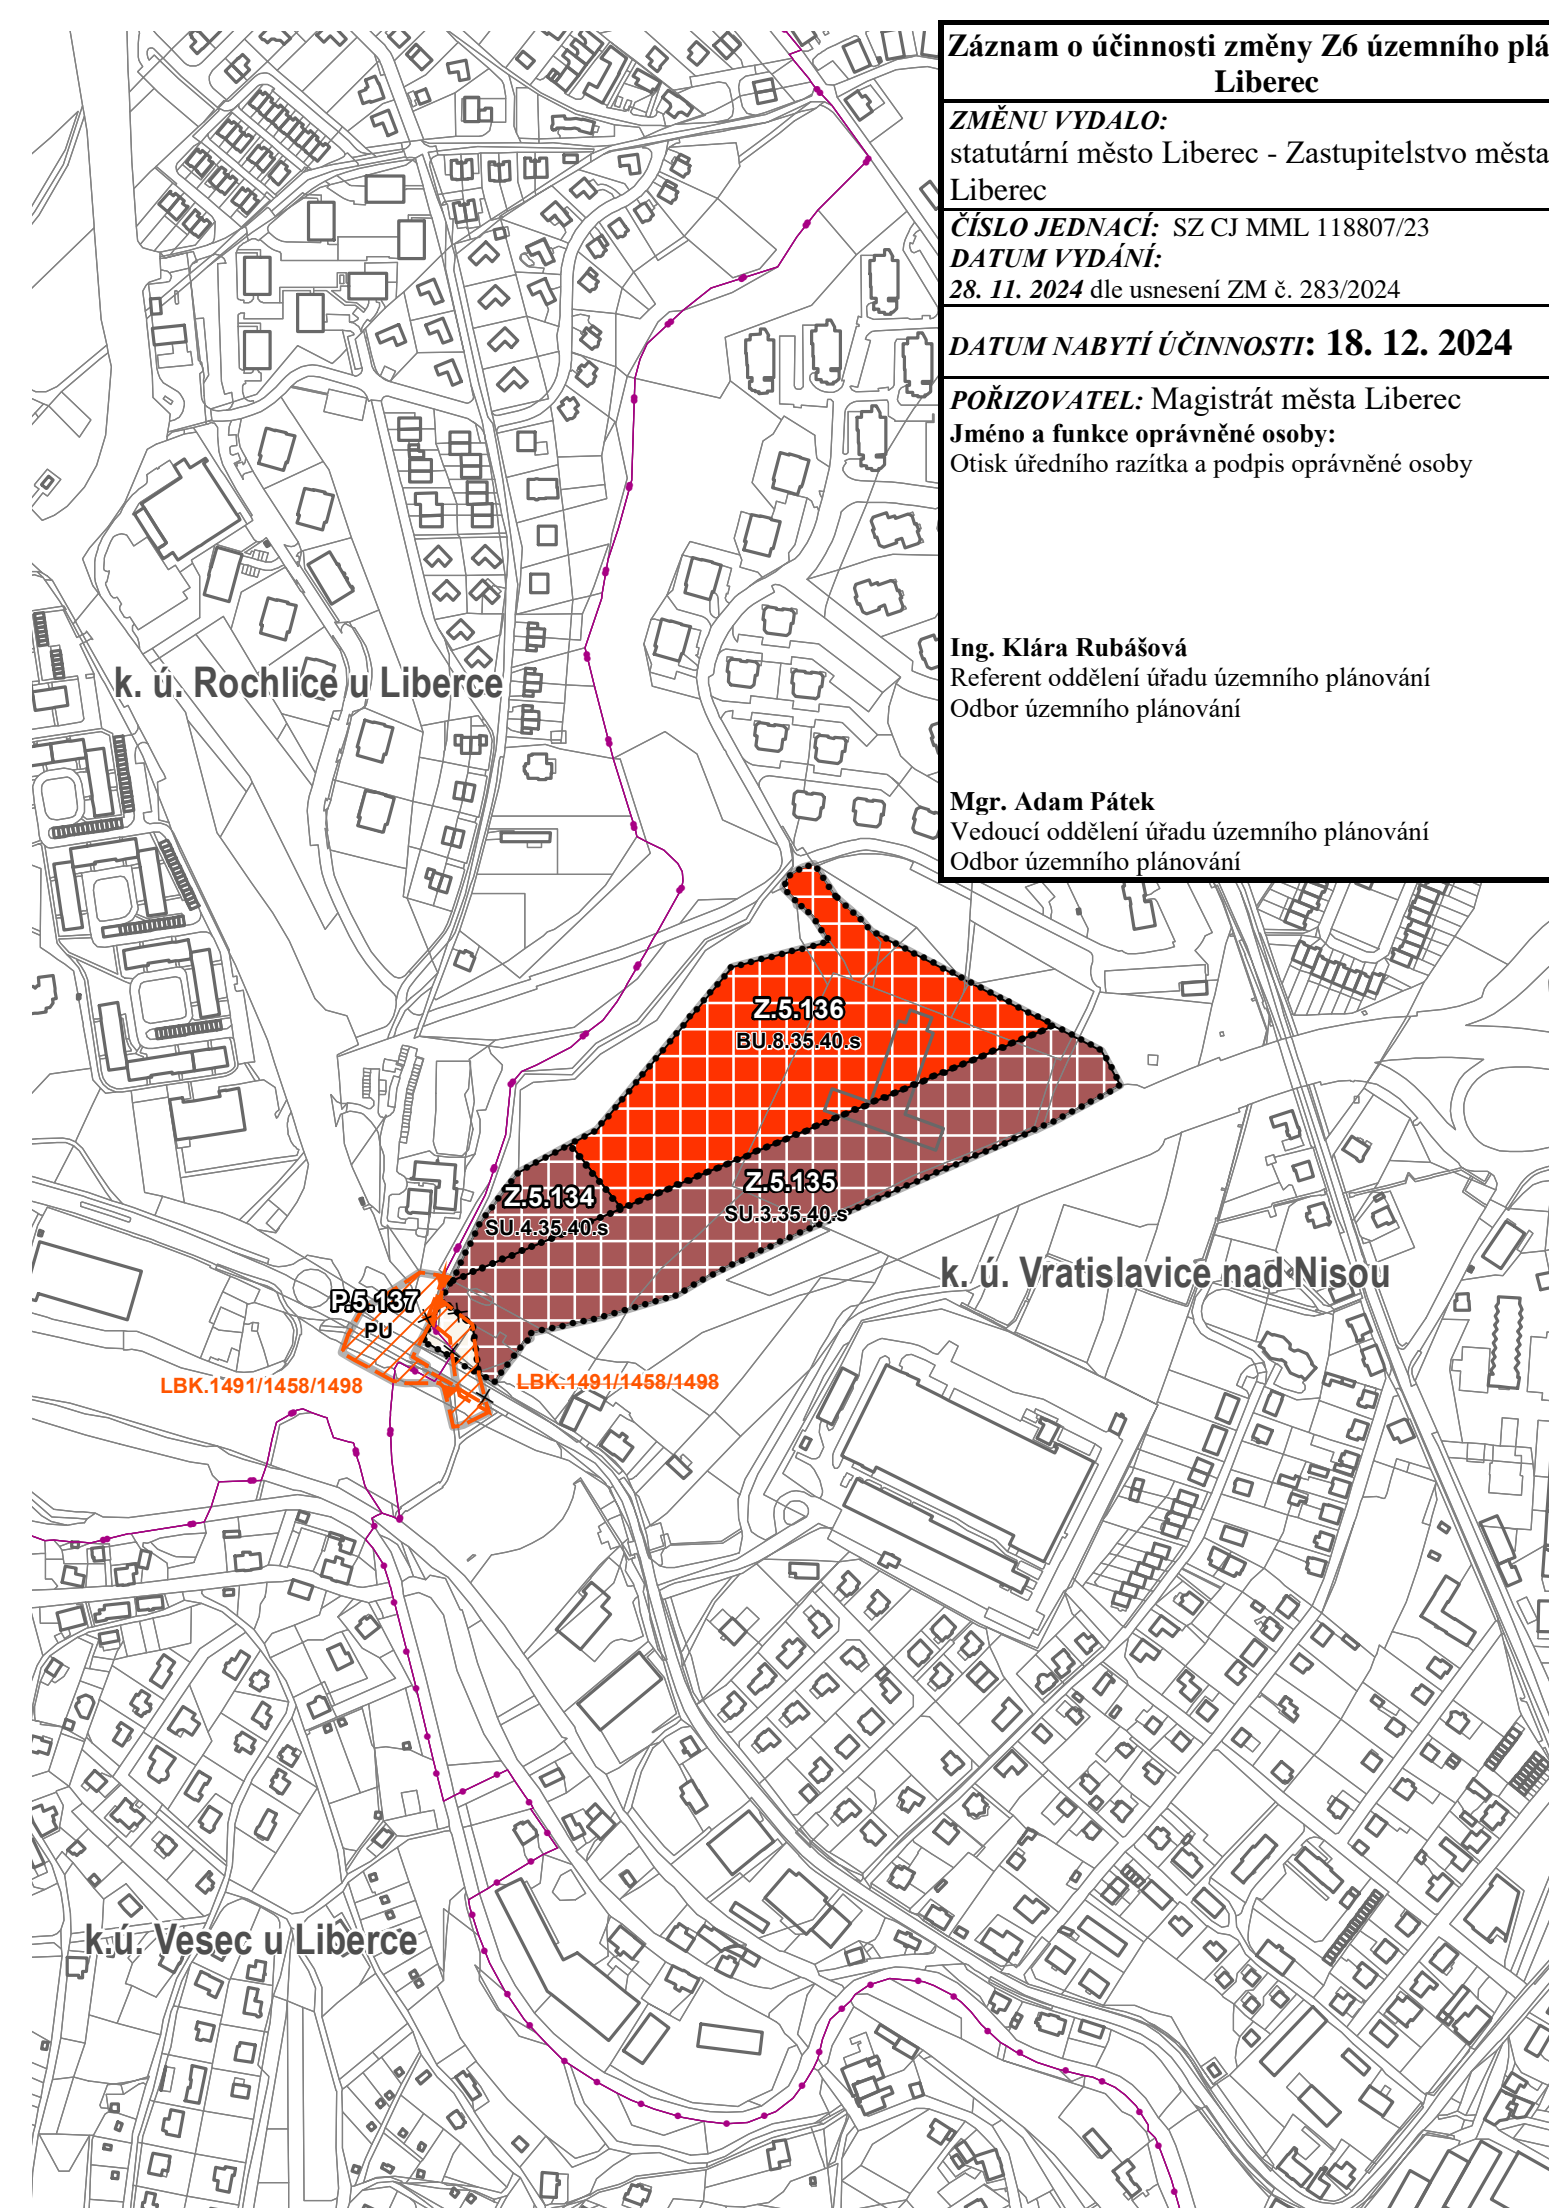 Záznam o účinnosti změny Z6 územního plá
Liberec
ZMĚNU VYDALO:
statutární město Liberec - Zastupitelstvo města
Liberec
ČÍSLO JEDNACÍ: SZ CJ MML 118807/23
DATUM VYDÁNÍ:
28. 11. 2024 dle usnesení ZM č. 283/2024
DATUM NABYTÍ ÚČINNOSTI: 18. 12. 2024
POŘIZOVATEL: Magistrát města Liberec
Jméno a funkce oprávněné osoby:
Otisk úředního razítka a podpis oprávněné osoby
Ing. Klára Rubášová
Referent oddělení úřadu územního plánování
Odbor územního plánování
Mgr. Adam Pátek
Vedoucí oddělení úřadu územního plánování
Odbor územního plánování
k. ú. Rochlice u Liberce
Z.5.136
BU.8.35.40.s
Z.5.135
SU.3.35.40.s
Z.5.134
SU.4.35.40.s
k. ú. Vratislavice nad Nisou
P.5.137
PU
LBK.1491/1458/1498
LBK.1491/1458/1498
k.ú. Vesec u Liberce